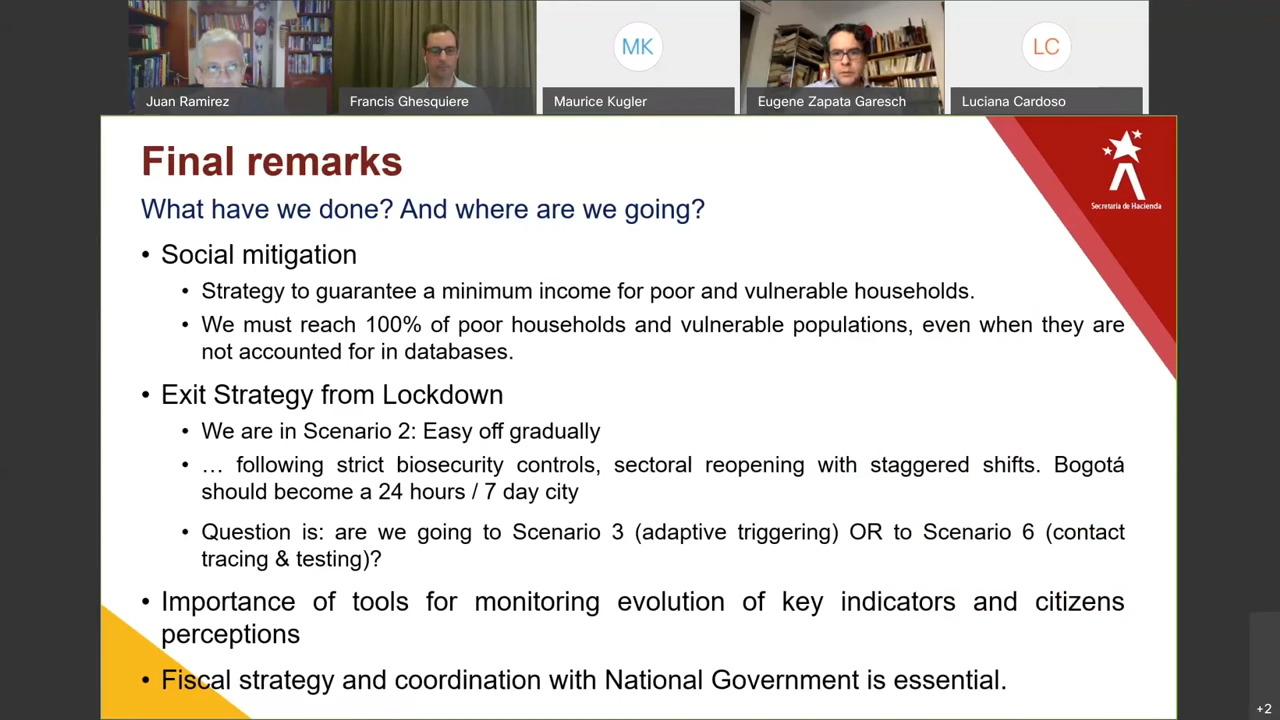 MK
LC
Juan Ramirez
Francis Ghesquiere
Maurice Kugler
Eugene Zapata Garesch
Luciana Cardoso
Final remarks
Secretaria de Hacienda
What have we done? And where are we going?
• Social mitigation
• Strategy to guarantee a minimum income for poor and vulnerable households.
• We must reach 100% of poor households and vulnerable populations, even when they are
not accounted for in databases.
• Exit Strategy from Lockdown
• We are in Scenario 2: Easy off gradually
• … following strict biosecurity controls, sectoral reopening with staggered shifts. Bogotá
should become a 24 hours / 7 day city
• Question is: are we going to Scenario 3 (adaptive triggering) OR to Scenario 6 (contact
tracing & testing)?
• Importance of tools for monitoring evolution of key indicators and citizens
perceptions
• Fiscal strategy and coordination with National Government is essential.
+2